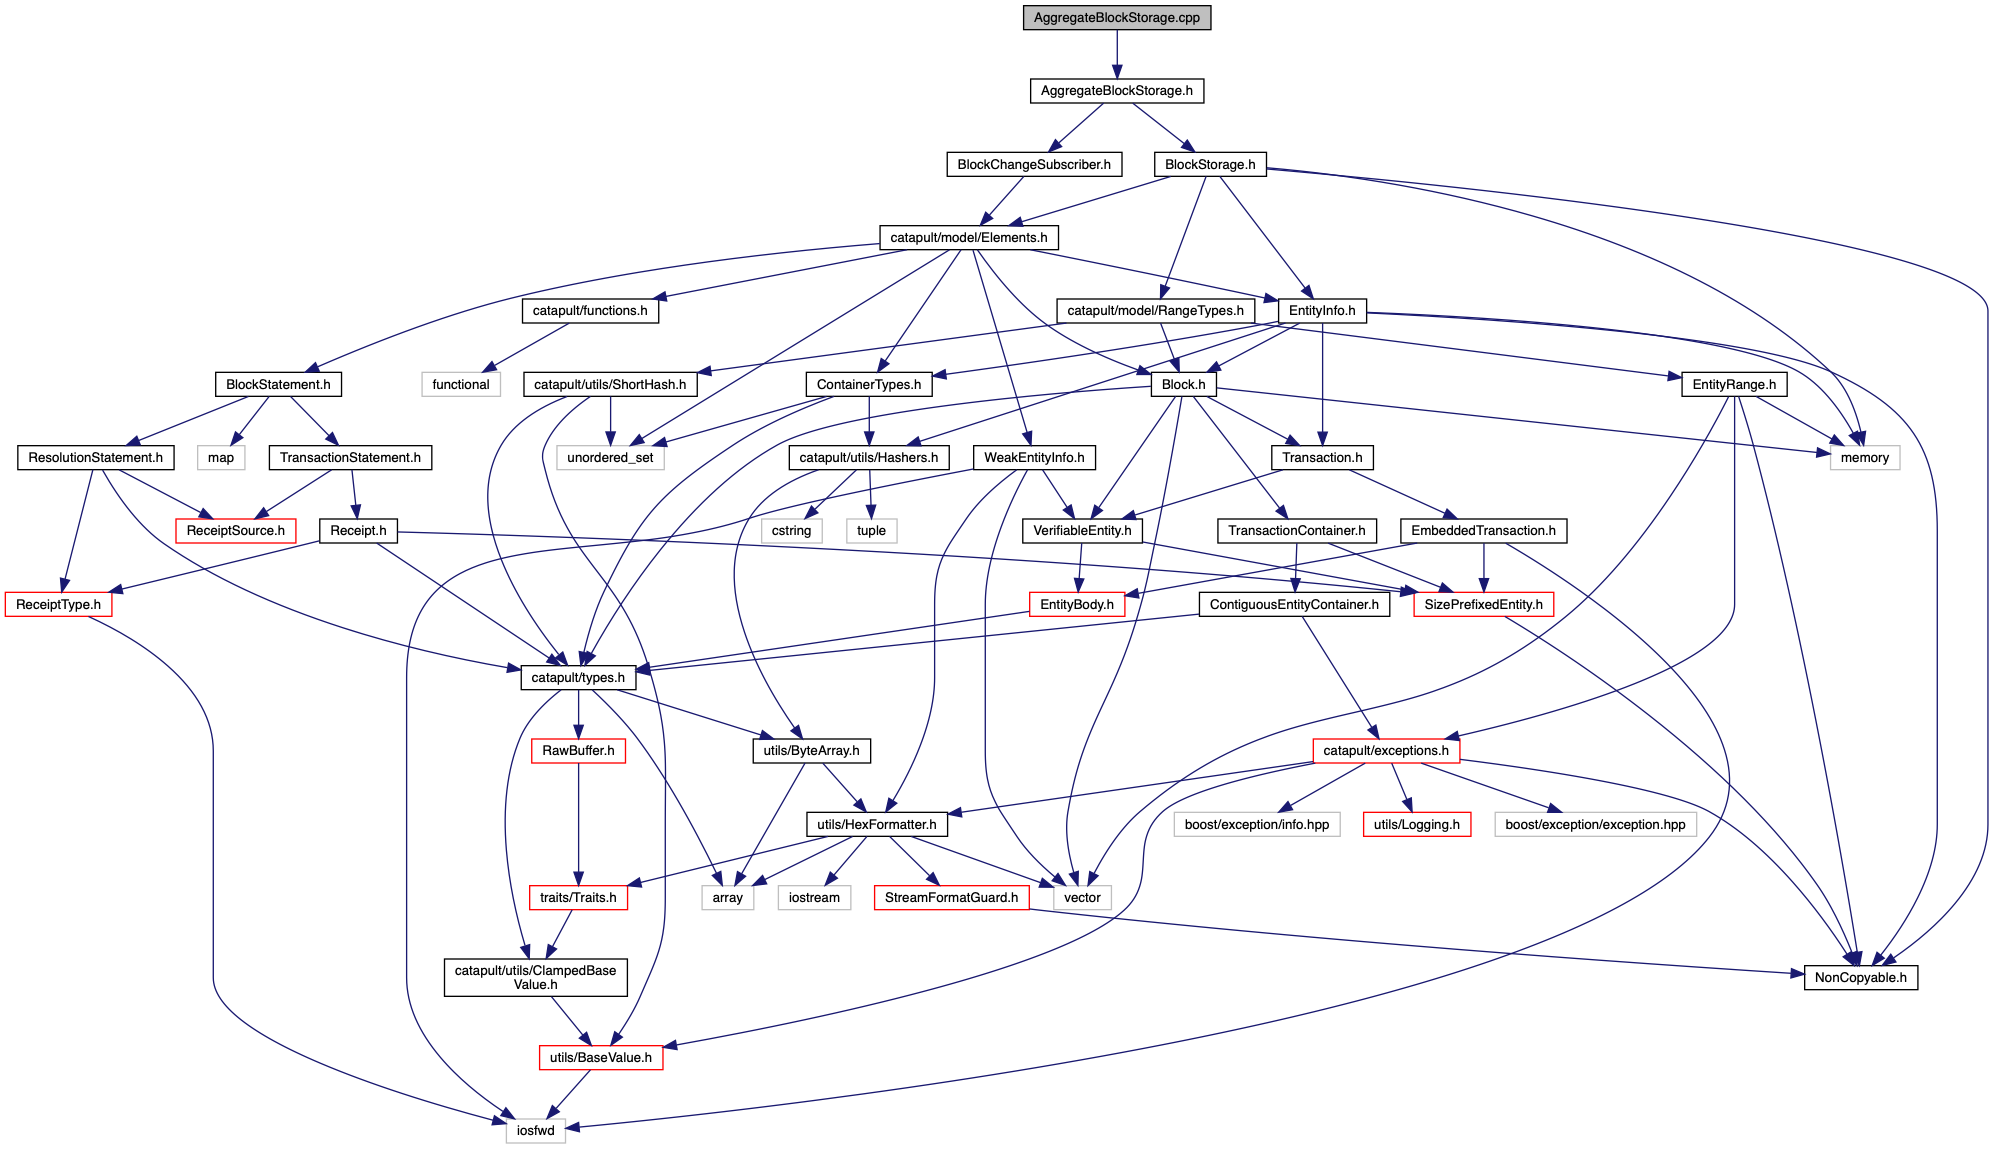 AggregateBlockStorage.cpp
AggregateBlockStorage.h
BlockChangeSubscriber.h
BlockStorage.h
catapult/model/Elements.h
catapult/functions.h
catapult/model/RangeTypes.h
EntityInfo.h
BlockStatement.h
functional
catapult/utils/ShortHash.h
ContainerTypes.h
Block.h
EntityRange.h
ResolutionStatement.h
map
TransactionStatement.h
unordered_set
catapult/utils/Hashers.h
WeakEntityInfo.h
Transaction.h
memory
ReceiptSource.h
Receipt.h
cstring
tuple
VerifiableEntity.h
TransactionContainer.h
EmbeddedTransaction.h
ReceiptType.h
EntityBody.h
ContiguousEntityContainer.h
SizePrefixedEntity.h
catapult/types.h
RawBuffer.h
utils/ByteArray.h
catapult/exceptions.h
utils/HexFormatter.h
boost/exception/info.hpp
utils/Logging.h
boost/exception/exception.hpp
traits/Traits.h
array
iostream
StreamFormatGuard.h
vector
catapult/utils/ClampedBase
Value.h
NonCopyable.h
utils/BaseValue.h
iosfwd